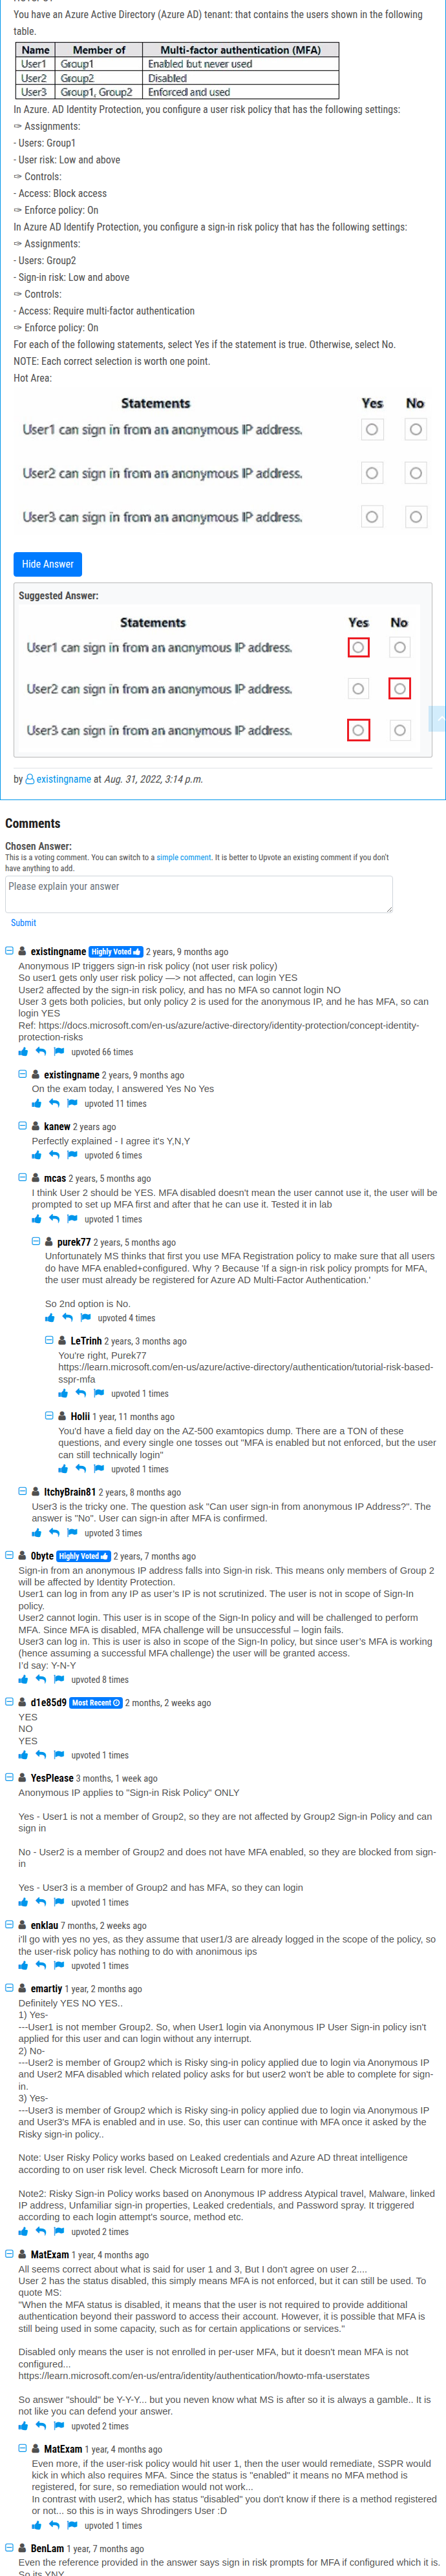 You have an Azure Active Directory (Azure AD) tenant: that contains the users shown in the following
table.
Name Member of Multi-factor authentication (MFA)
User1 Group1 Enabled but never used
User2 Group2 Disabled
User3 Group1, Group2 Enforced and used
In Azure. AD Identity Protection, you configure a user risk policy that has the following settings:
✑ Assignments:
- Users: Group1
- User risk: Low and above
✑ Controls:
- Access: Block access
✑ Enforce policy: On
In Azure AD Identify Protection, you configure a sign-in risk policy that has the following settings:
✑ Assignments:
- Users: Group2
- Sign-in risk: Low and above
✑ Controls:
- Access: Require multi-factor authentication
✑ Enforce policy: On
For each of the following statements, select Yes if the statement is true. Otherwise, select No.
NOTE: Each correct selection is worth one point.
Hot Area:
Statements Yes No
User1 can sign in from an anonymous IP address.
User2 can sign in from an anonymous IP address.
User3 can sign in from an anonymous IP address.
Hide Answer
Suggested Answer:
Statements Yes No
User1 can sign in from an anonymous IP address.
User2 can sign in from an anonymous IP address.
User3 can sign in from an anonymous IP address.
by existingname at Aug. 31, 2022, 3:14 p.m.
Comments
Chosen Answer:
This is a voting comment. You can switch to a simple comment. It is better to Upvote an existing comment if you don't
have anything to add.
Please explain your answer
Submit
existingname Highly Voted 2 years, 9 months ago
Anonymous IP triggers sign-in risk policy (not user risk policy)
So user1 gets only user risk policy —> not affected, can login YES
User2 affected by the sign-in risk policy, and has no MFA so cannot login NO
User 3 gets both policies, but only policy 2 is used for the anonymous IP, and he has MFA, so can
login YES
Ref: https://docs.microsoft.com/en-us/azure/active-directory/identity-protection/concept-identity-
protection-risks
upvoted 66 times
existingname 2 years, 9 months ago
On the exam today, I answered Yes No Yes
upvoted 11 times
kanew 2 years ago
Perfectly explained - I agree it's Y,N,Y
upvoted 6 times
mcas 2 years, 5 months ago
I think User 2 should be YES. MFA disabled doesn't mean the user cannot use it, the user will be
prompted to set up MFA first and after that he can use it. Tested it in lab
upvoted 1 times
purek77 2 years, 5 months ago
Unfortunately MS thinks that first you use MFA Registration policy to make sure that all users
do have MFA enabled+configured. Why ? Because 'If a sign-in risk policy prompts for MFA,
the user must already be registered for Azure AD Multi-Factor Authentication.'
So 2nd option is No.
upvoted 4 times
LeTrinh 2 years, 3 months ago
You're right, Purek77
https://learn.microsoft.com/en-us/azure/active-directory/authentication/tutorial-risk-based-
sspr-mfa
upvoted 1 times
Holii 1 year, 11 months ago
You'd have a field day on the AZ-500 examtopics dump. There are a TON of these
questions, and every single one tosses out "MFA is enabled but not enforced, but the user
can still technically login"
upvoted 1 times
ItchyBrain81 2 years, 8 months ago
User3 is the tricky one. The question ask "Can user sign-in from anonymous IP Address?". The
answer is "No". User can sign-in after MFA is confirmed.
upvoted 3 times
0byte Highly Voted 2 years, 7 months ago
Sign-in from an anonymous IP address falls into Sign-in risk. This means only members of Group 2
will be affected by Identity Protection.
User1 can log in from any IP as user's IP is not scrutinized. The user is not in scope of Sign-In
policy.
User2 cannot login. This user is in scope of the Sign-In policy and will be challenged to perform
MFA. Since MFA is disabled, MFA challenge will be unsuccessful – login fails.
User3 can log in. This is user is also in scope of the Sign-In policy, but since user's MFA is working
(hence assuming a successful MFA challenge) the user will be granted access.
I'd say: Y-N-Y
upvoted 8 times
d1e85d9 Most Recent 2 months, 2 weeks ago
YES
NO
YES
upvoted 1 times
YesPlease 3 months, 1 week ago
Anonymous IP applies to "Sign-in Risk Policy" ONLY
Yes - User1 is not a member of Group2, so they are not affected by Group2 Sign-in Policy and can
sign in
No - User2 is a member of Group2 and does not have MFA enabled, so they are blocked from sign-
in
Yes - User3 is a member of Group2 and has MFA, so they can login
upvoted 1 times
enklau 7 months, 2 weeks ago
i'll go with yes no yes, as they assume that user1/3 are already logged in the scope of the policy, so
the user-risk policy has nothing to do with anonimous ips
upvoted 1 times
emartiy 1 year, 2 months ago
Definitely YES NO YES..
1) Yes-
---User1 is not member Group2. So, when User1 login via Anonymous IP User Sign-in policy isn't
applied for this user and can login without any interrupt.
2) No-
---User2 is member of Group2 which is Risky sing-in policy applied due to login via Anonymous IP
and User2 MFA disabled which related policy asks for but user2 won't be able to complete for sign-
in.
3) Yes-
---User3 is member of Group2 which is Risky sing-in policy applied due to login via Anonymous IP
and User3's MFA is enabled and in use. So, this user can continue with MFA once it asked by the
Risky sign-in policy..
Note: User Risky Policy works based on Leaked credentials and Azure AD threat intelligence
according to on user risk level. Check Microsoft Learn for more info.
Note2: Risky Sign-in Policy works based on Anonymous IP address Atypical travel, Malware, linked
IP address, Unfamiliar sign-in properties, Leaked credentials, and Password spray. It triggered
according to each login attempt's source, method etc.
upvoted 2 times
MatExam 1 year, 4 months ago
All seems correct about what is said for user 1 and 3, But I don't agree on user 2....
User 2 has the status disabled, this simply means MFA is not enforced, but it can still be used. To
quote MS:
"When the MFA status is disabled, it means that the user is not required to provide additional
authentication beyond their password to access their account. However, it is possible that MFA is
still being used in some capacity, such as for certain applications or services."
Disabled only means the user is not enrolled in per-user MFA, but it doesn't mean MFA is not
configured...
https://learn.microsoft.com/en-us/entra/identity/authentication/howto-mfa-userstates
So answer "should" be Y-Y-Y... but you neven know what MS is after so it is always a gamble.. It is
not like you can defend your answer.
upvoted 2 times
MatExam 1 year, 4 months ago
Even more, if the user-risk policy would hit user 1, then the user would remediate, SSPR would
kick in which also requires MFA. Since the status is "enabled" it means no MFA method is
registered, for sure, so remediation would not work...
In contrast with user2, which has status "disabled" you don't know if there is a method registered
or not... so this is in ways Shrodingers User :D
upvoted 1 times
BenLam 1 year, 7 months ago
Even the reference provided in the answer says sign in risk prompts for MFA if configured which it is.
So its YNY